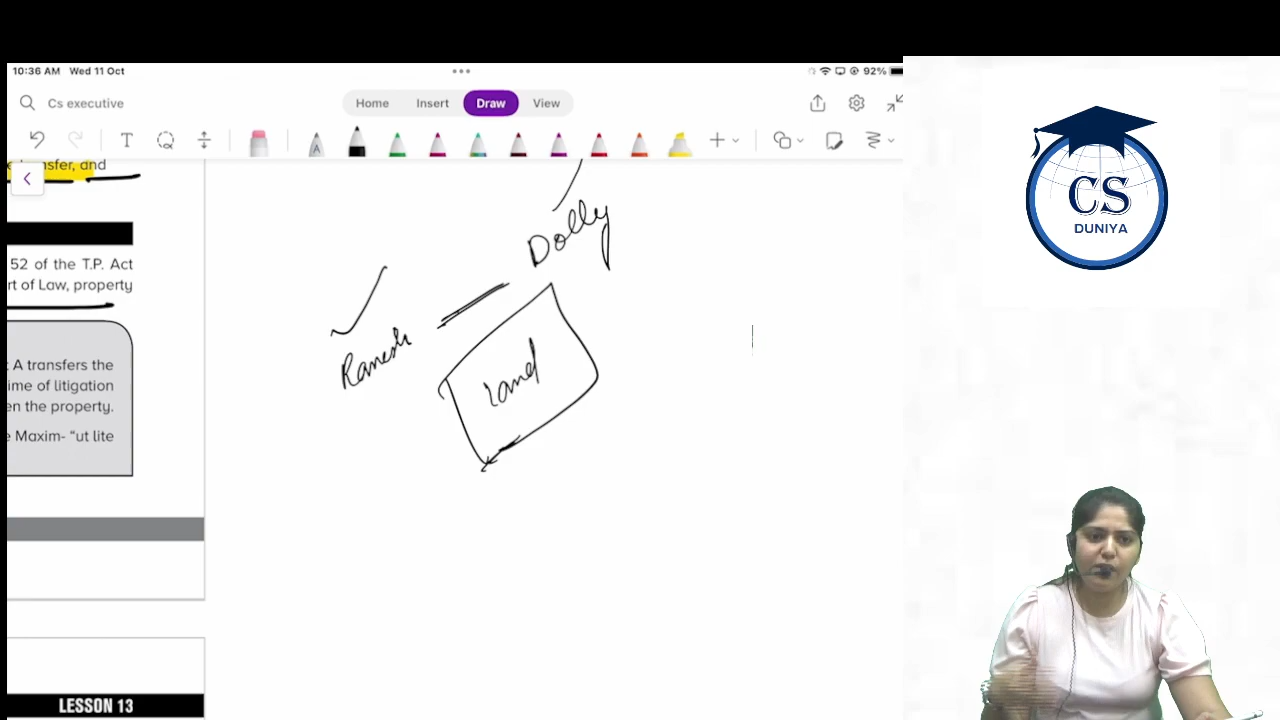 10:36 AM Wed 11 Oct
92%
Cs executive
Home Insert Draw View
T
A
nsfer, and
52 of the T.P. Act
rt of Law, property
A transfers the
ime of litigation
en the property.
e Maxim- “ut lite
LESSON 13
Dolly
Ramesh
land
CS
DUNIYA